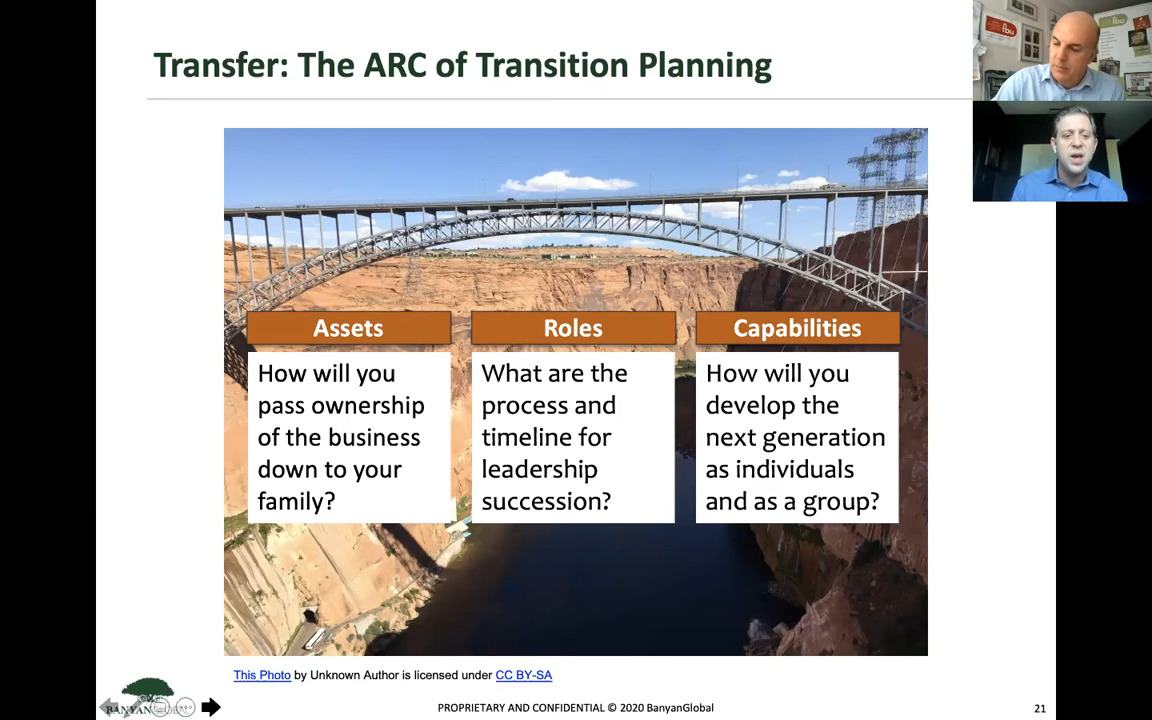 Transfer: The ARC of Transition Planning
fbu
Assets
How will you
pass ownership
of the business
down to your
family?
Roles
What are the
process and
timeline for
leadership
succession?
Capabilities
How will you
develop the
next generation
as individuals
and as a group?
This Photo by Unknown Author is licensed under CC BY-SA
PROPRIETARY AND CONFIDENTIAL © 2020 BanyanGlobal
21